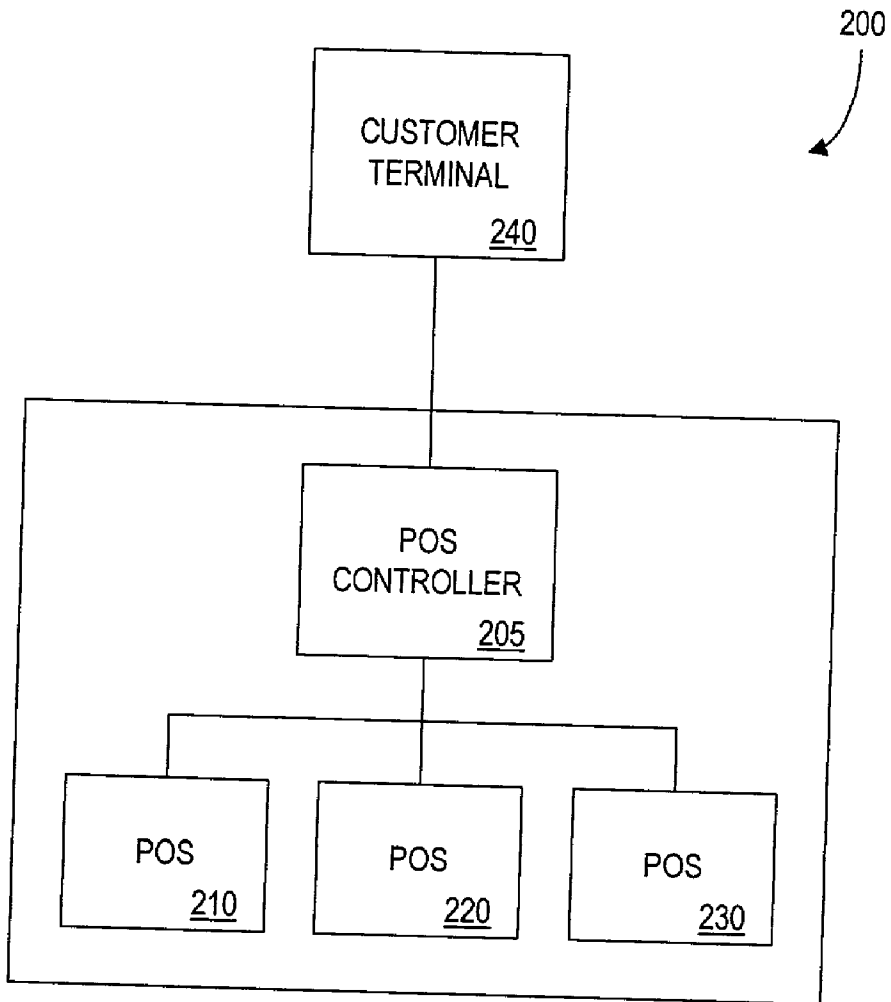 200
CUSTOMER
TERMINAL
240
POS
CONTROLLER
205
POS
210
POS
220
POS
230